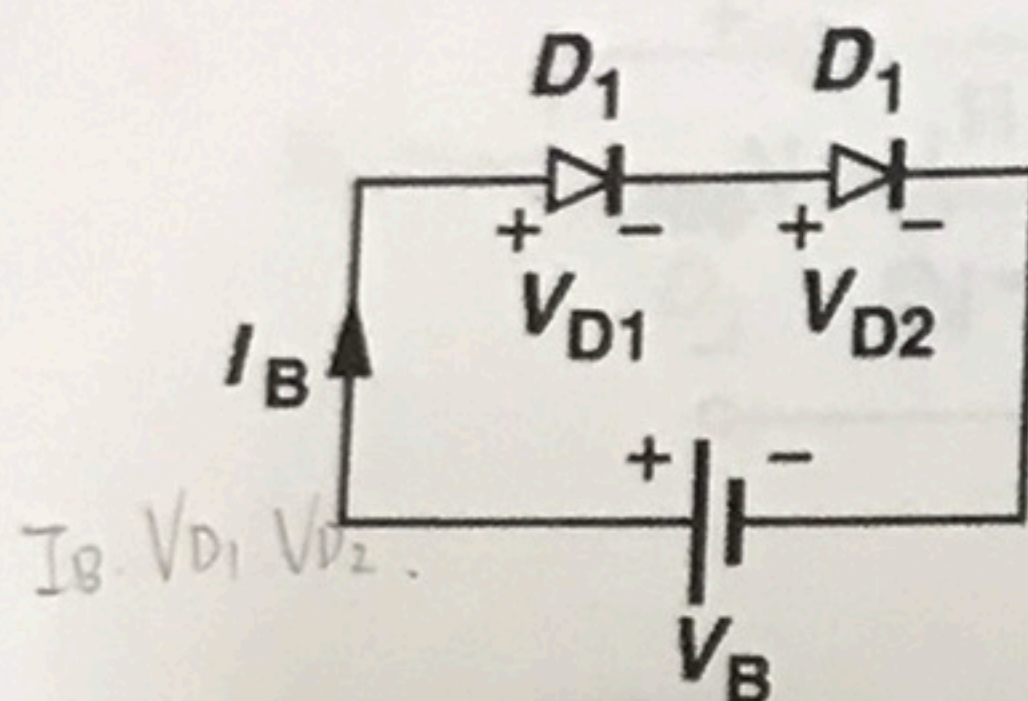 D1 D1
+ − + −
VD1 VD2
IB
+ −
IB. VD1 VD2.
VB